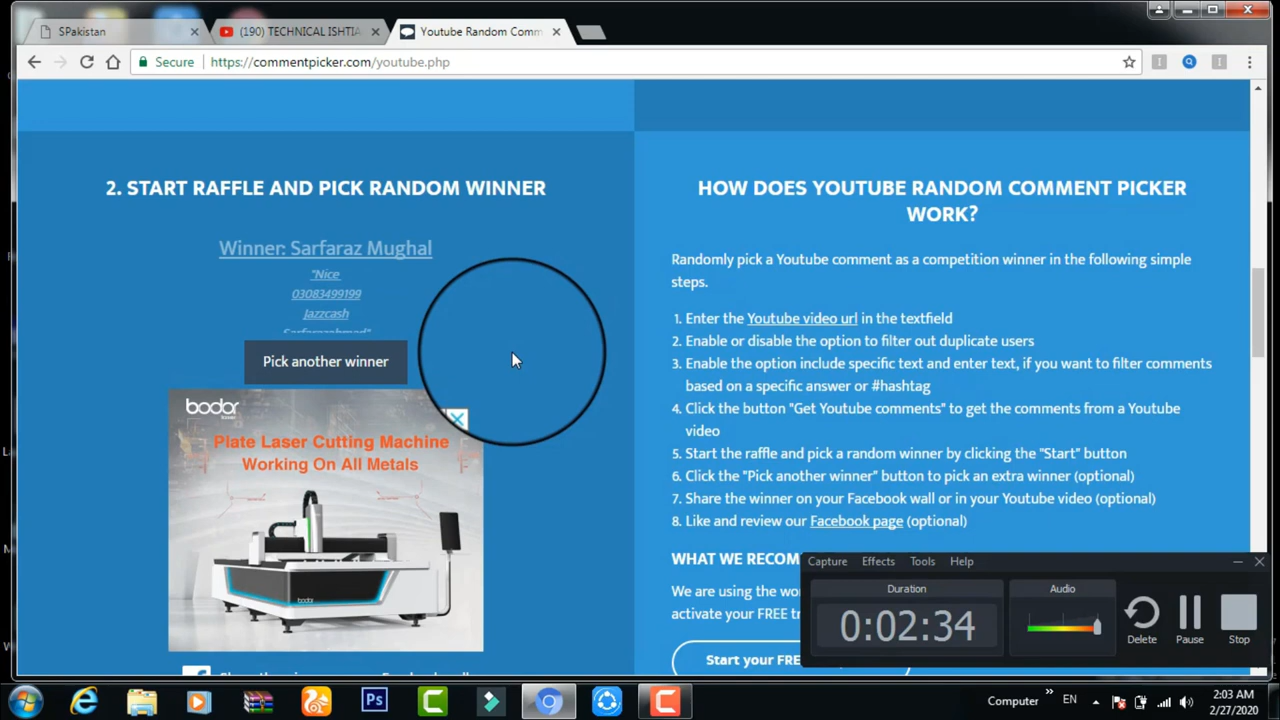 SPakistan
(190) TECHNICAL ISHTIA
Youtube Random Comm
Secure
https://commentpicker.com/youtube.php
2. START RAFFLE AND PICK RANDOM WINNER
Winner: Sarfaraz Mughal
"Nice
03083499199
Jazzcash
Pick another winner
bodor
Plate Laser Cutting Machine
Working On All Metals
bodor
HOW DOES YOUTUBE RANDOM COMMENT PICKER
WORK?
Randomly pick a Youtube comment as a competition winner in the following simple
steps.
1. Enter the Youtube video url in the textfield
2. Enable or disable the option to filter out duplicate users
3. Enable the option include specific text and enter text, if you want to filter comments
based on a specific answer or #hashtag
4. Click the button "Get Youtube comments" to get the comments from a Youtube
video
5. Start the raffle and pick a random winner by clicking the "Start" button
6. Click the "Pick another winner" button to pick an extra winner (optional)
7. Share the winner on your Facebook wall or in your Youtube video (optional)
8. Like and review our Facebook page (optional)
WHAT WE RECOM
We are using the wo
activate your FREE tr
Start your FRE
Capture Effects Tools Help
Duration
0:02:34
Audio
Delete
Pause
Stop
Ps
Computer
EN
2:03 AM
2/27/2020